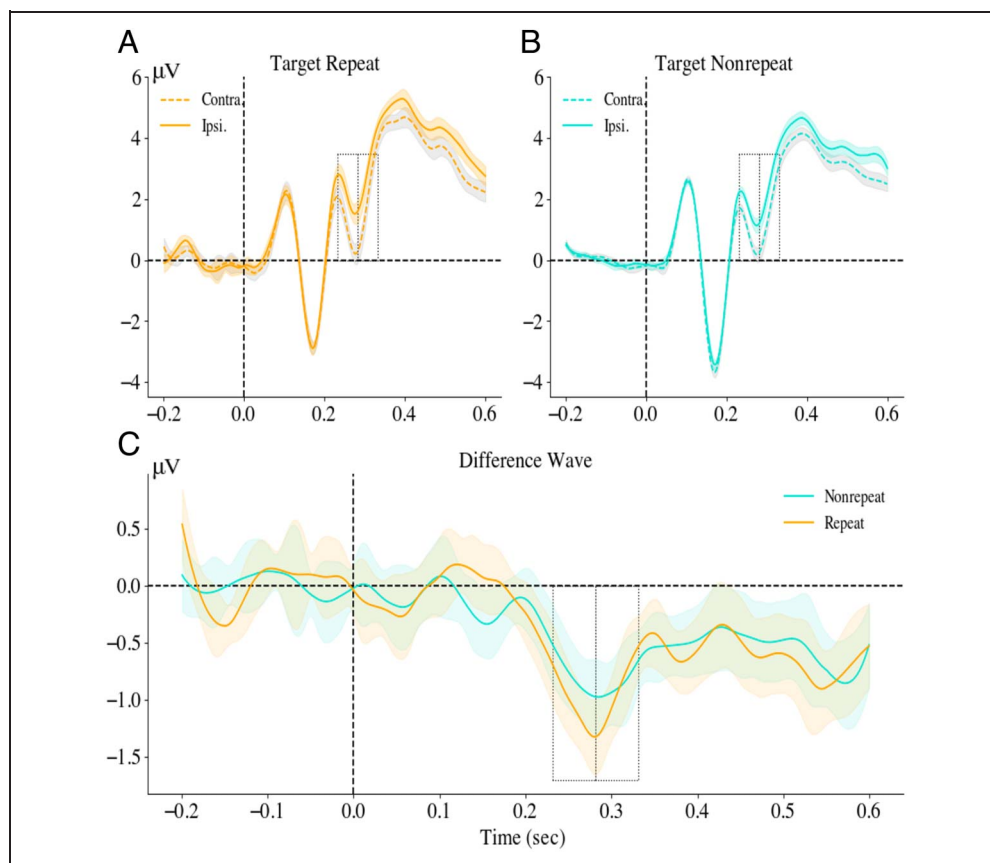 A
B
μV
Target Repeat
Target Nonrepeat
6
Contra.
Ipsi.
Contra.
Ipsi.
4
2
0
−2
−4
6
4
2
0
−2
−4
−0.2 0.0 0.2 0.4 0.6
−0.2 0.0 0.2 0.4 0.6
C
μV
Difference Wave
Nonrepeat
Repeat
0.5
0.0
−0.5
−1.0
−1.5
−0.2 −0.1 0.0 0.1 0.2 0.3 0.4 0.5 0.6
Time (sec)